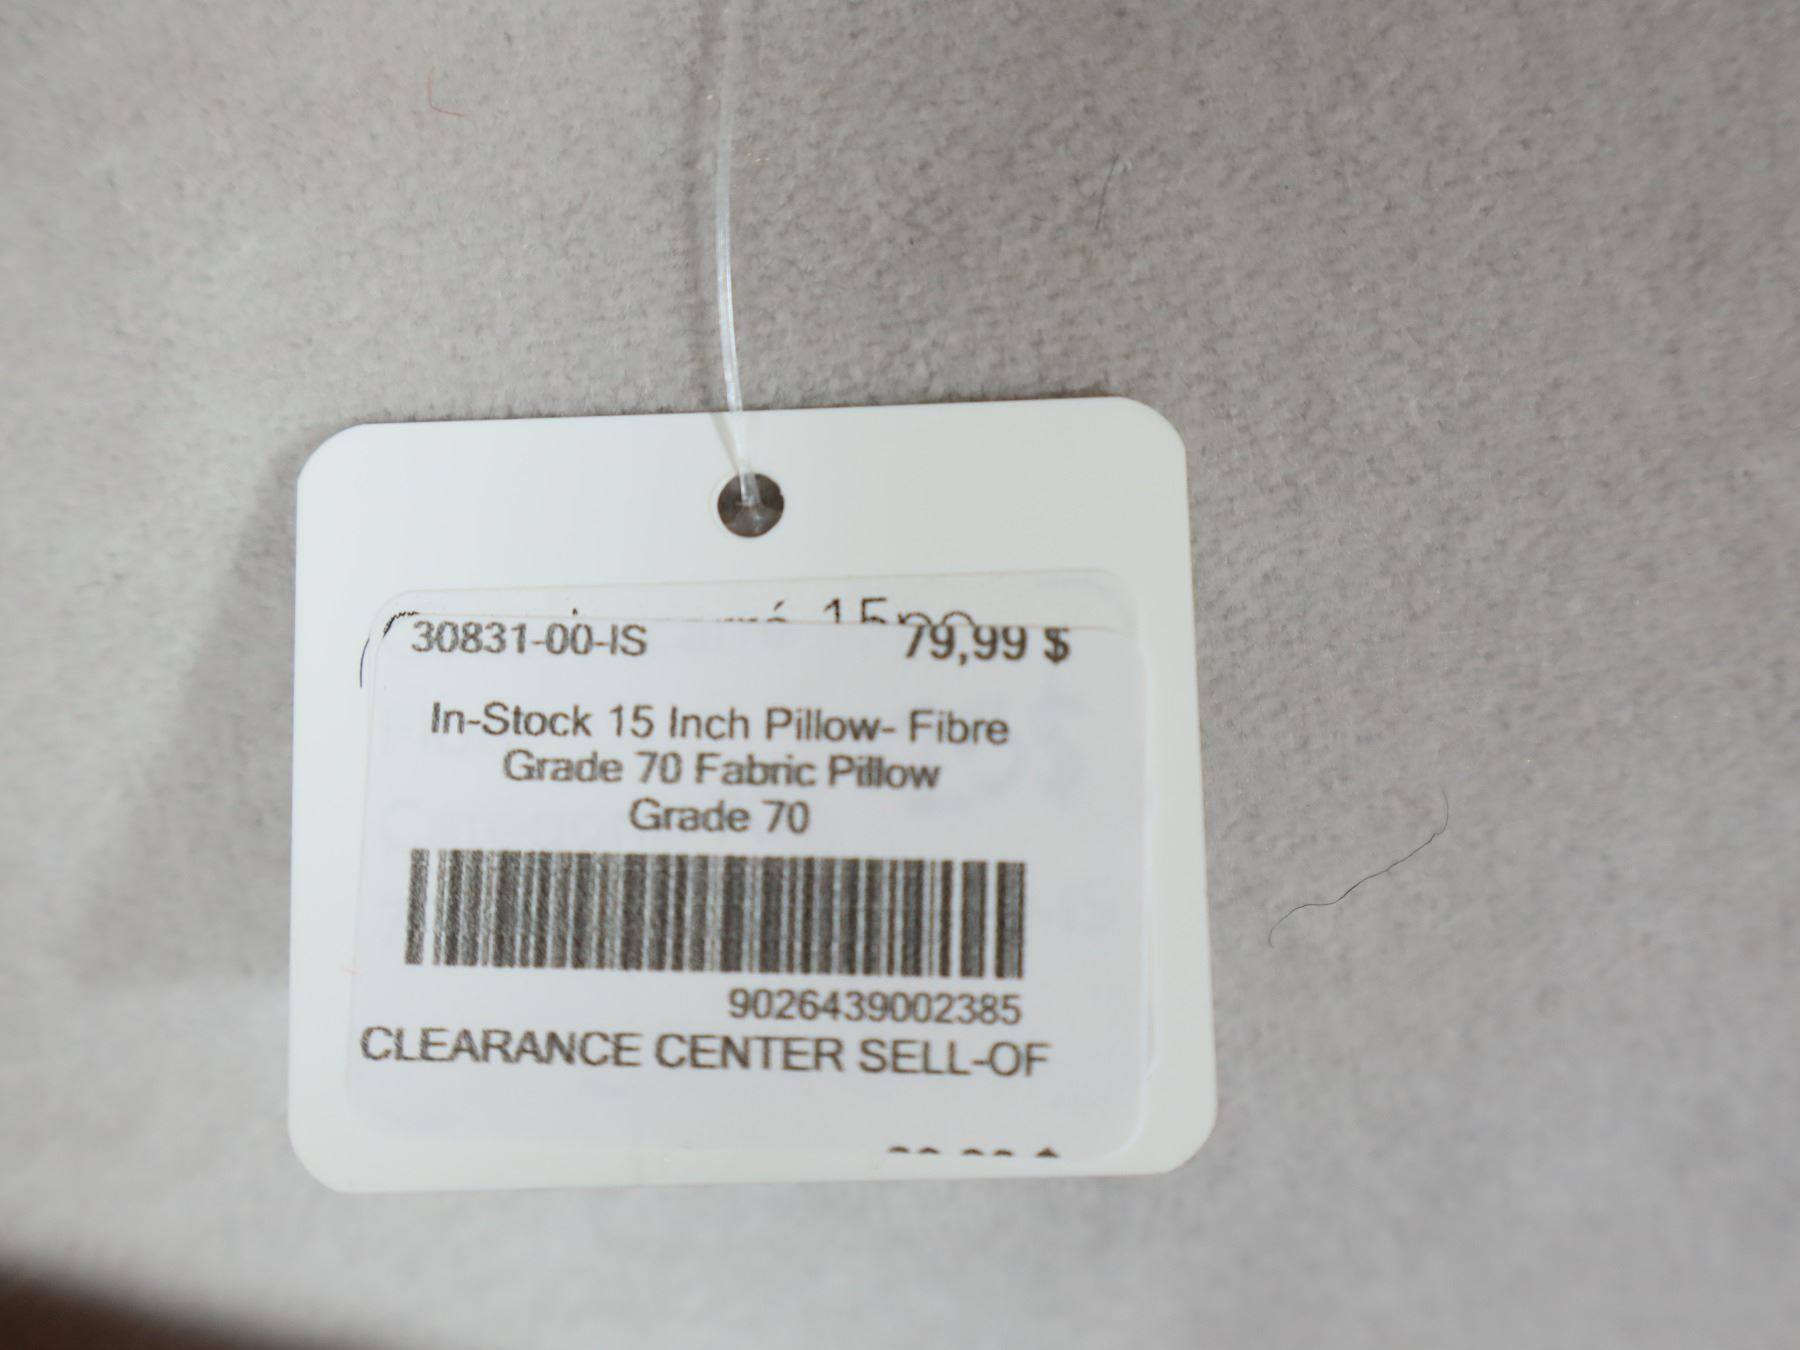 30831-00-IS 79,99 $
In-Stock 15 Inch Pillow- Fibre
Grade 70 Fabric Pillow
Grade 70
9026439002385
CLEARANCE CENTER SELL-OF